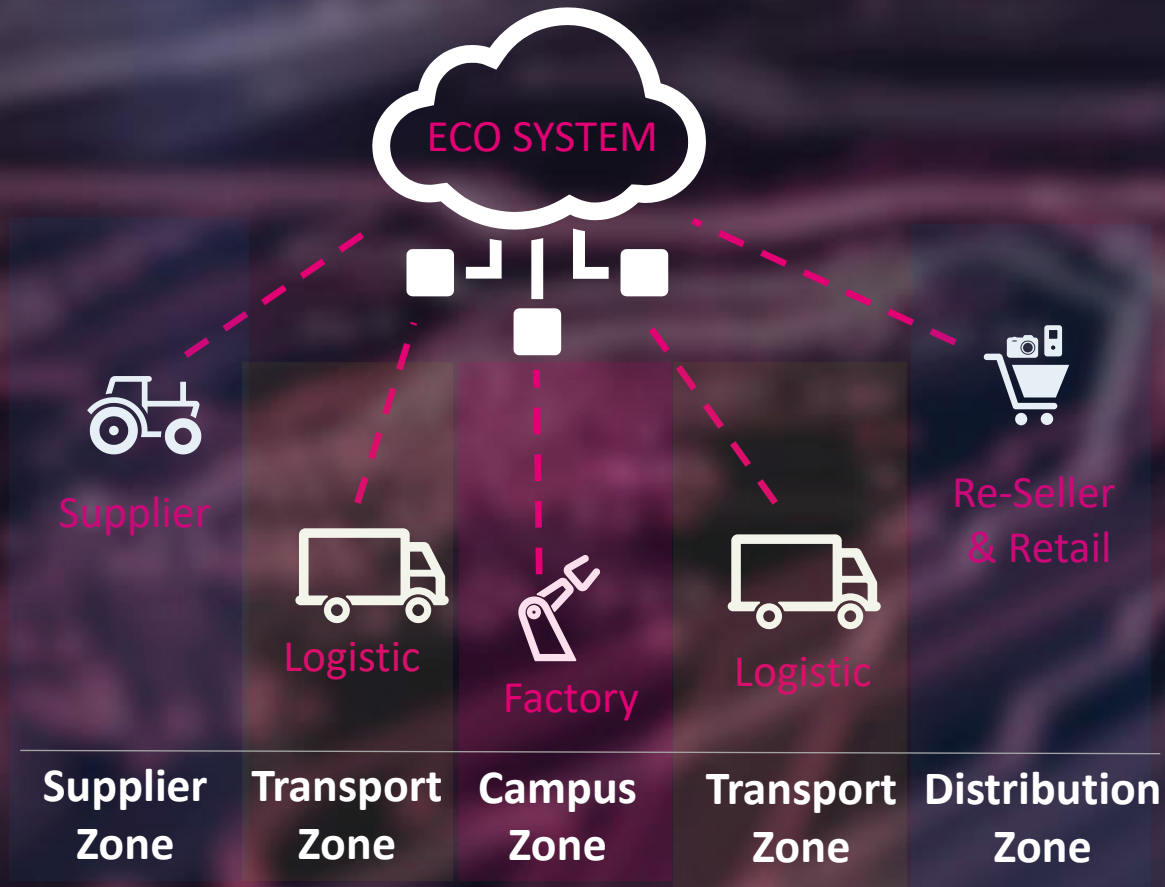 ECO SYSTEM
Supplier
Re-Seller
& Retail
Logistic
Factory
Logistic
Supplier
Zone
Transport
Zone
Campus
Zone
Transport
Zone
Distribution
Zone